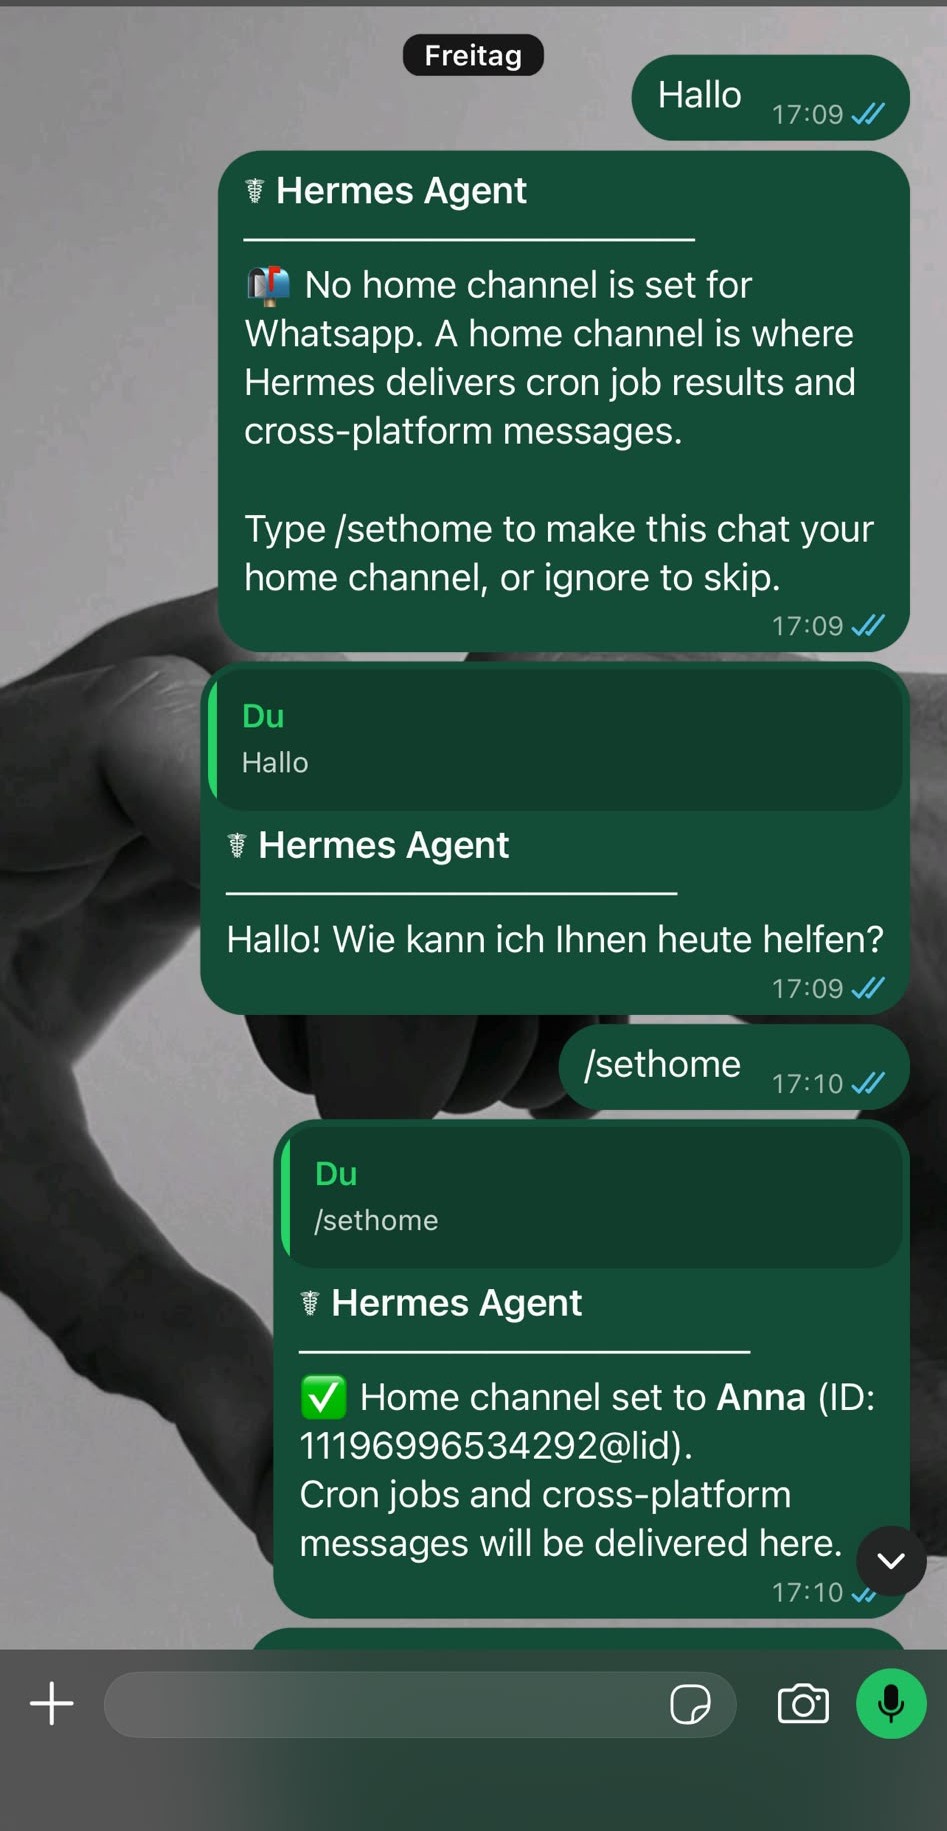 Freitag
Hallo 17:09
☤ Hermes Agent
📬 No home channel is set for
Whatsapp. A home channel is where
Hermes delivers cron job results and
cross-platform messages.
Type /sethome to make this chat your
home channel, or ignore to skip.
17:09
Du
Hallo
☤ Hermes Agent
Hallo! Wie kann ich Ihnen heute helfen?
17:09
/sethome 17:10
Du
/sethome
☤ Hermes Agent
✅ Home channel set to Anna (ID:
11196996534292@lid).
Cron jobs and cross-platform
messages will be delivered here.
17:10